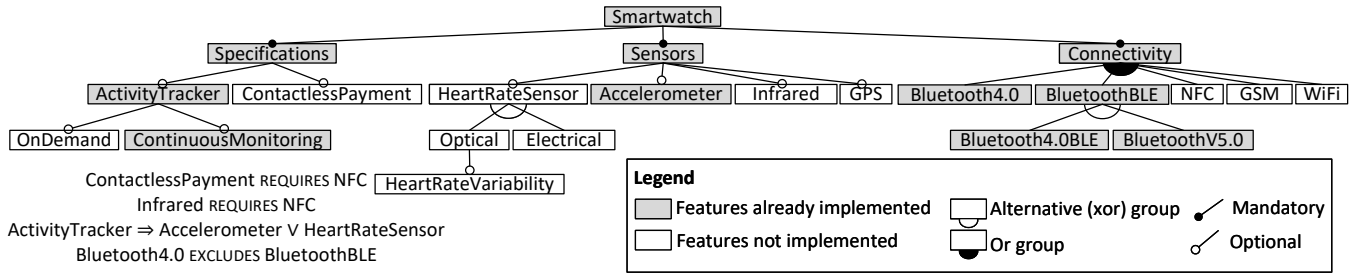 Smartwatch
Specifications Sensors Connectivity
ActivityTracker ContactlessPayment HeartRateSensor Accelerometer Infrared GPS Bluetooth4.0 BluetoothBLE NFC GSM WiFi
OnDemand ContinuousMonitoring Optical Electrical Bluetooth4.0BLE BluetoothV5.0
HeartRateVariability
ContactlessPayment REQUIRES NFC
Infrared REQUIRES NFC
ActivityTracker ⇒ Accelerometer ∨ HeartRateSensor
Bluetooth4.0 EXCLUDES BluetoothBLE
Legend
Features already implemented Alternative (xor) group Mandatory
Features not implemented Or group Optional